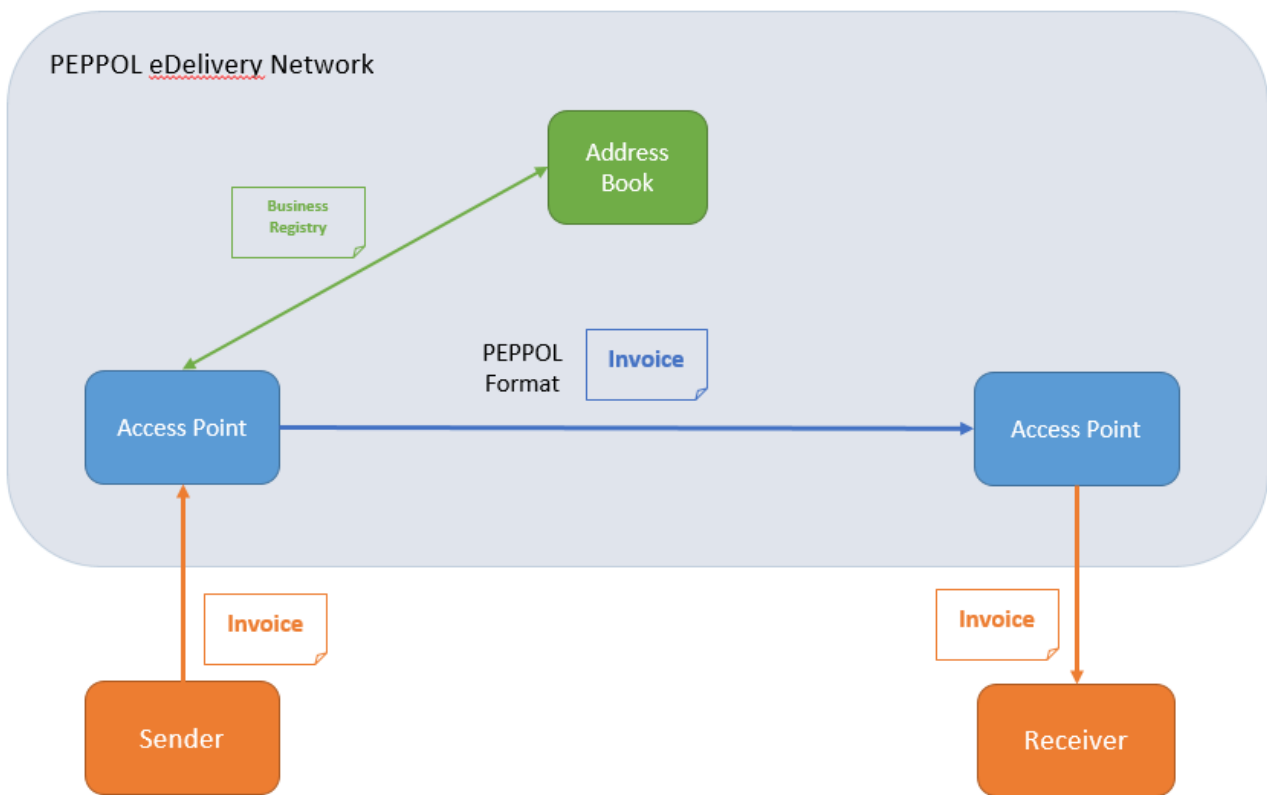 PEPPOL eDelivery Network
Address
Book
Business
Registry
PEPPOL
Format
Invoice
Access Point
Access Point
Invoice
Invoice
Sender
Receiver